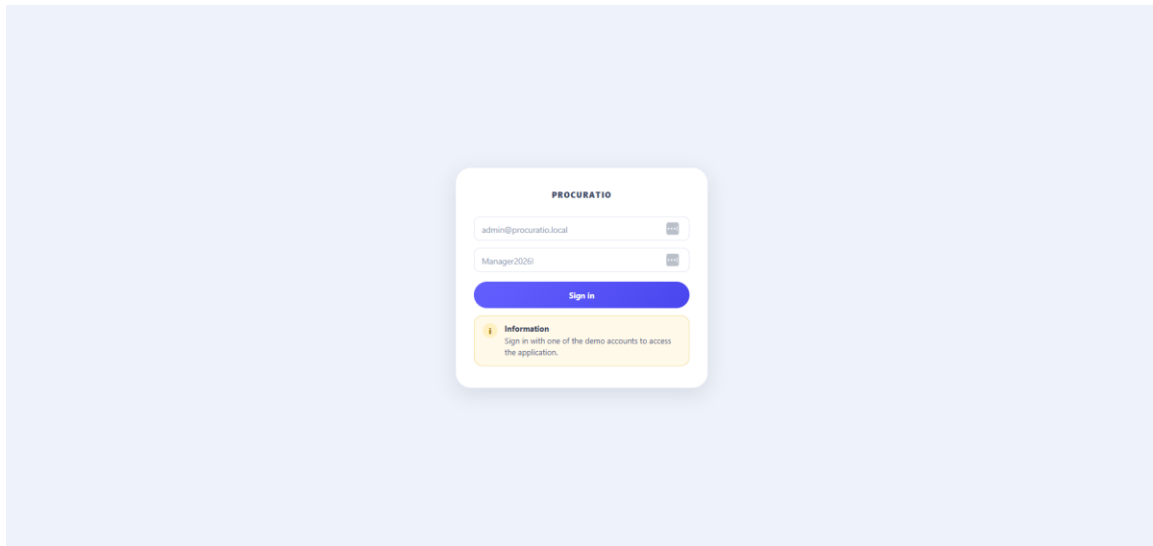 PROCURATIO
admin@procuratio.local
Manager2026!
Sign in
i
Information
Sign in with one of the demo accounts to access
the application.